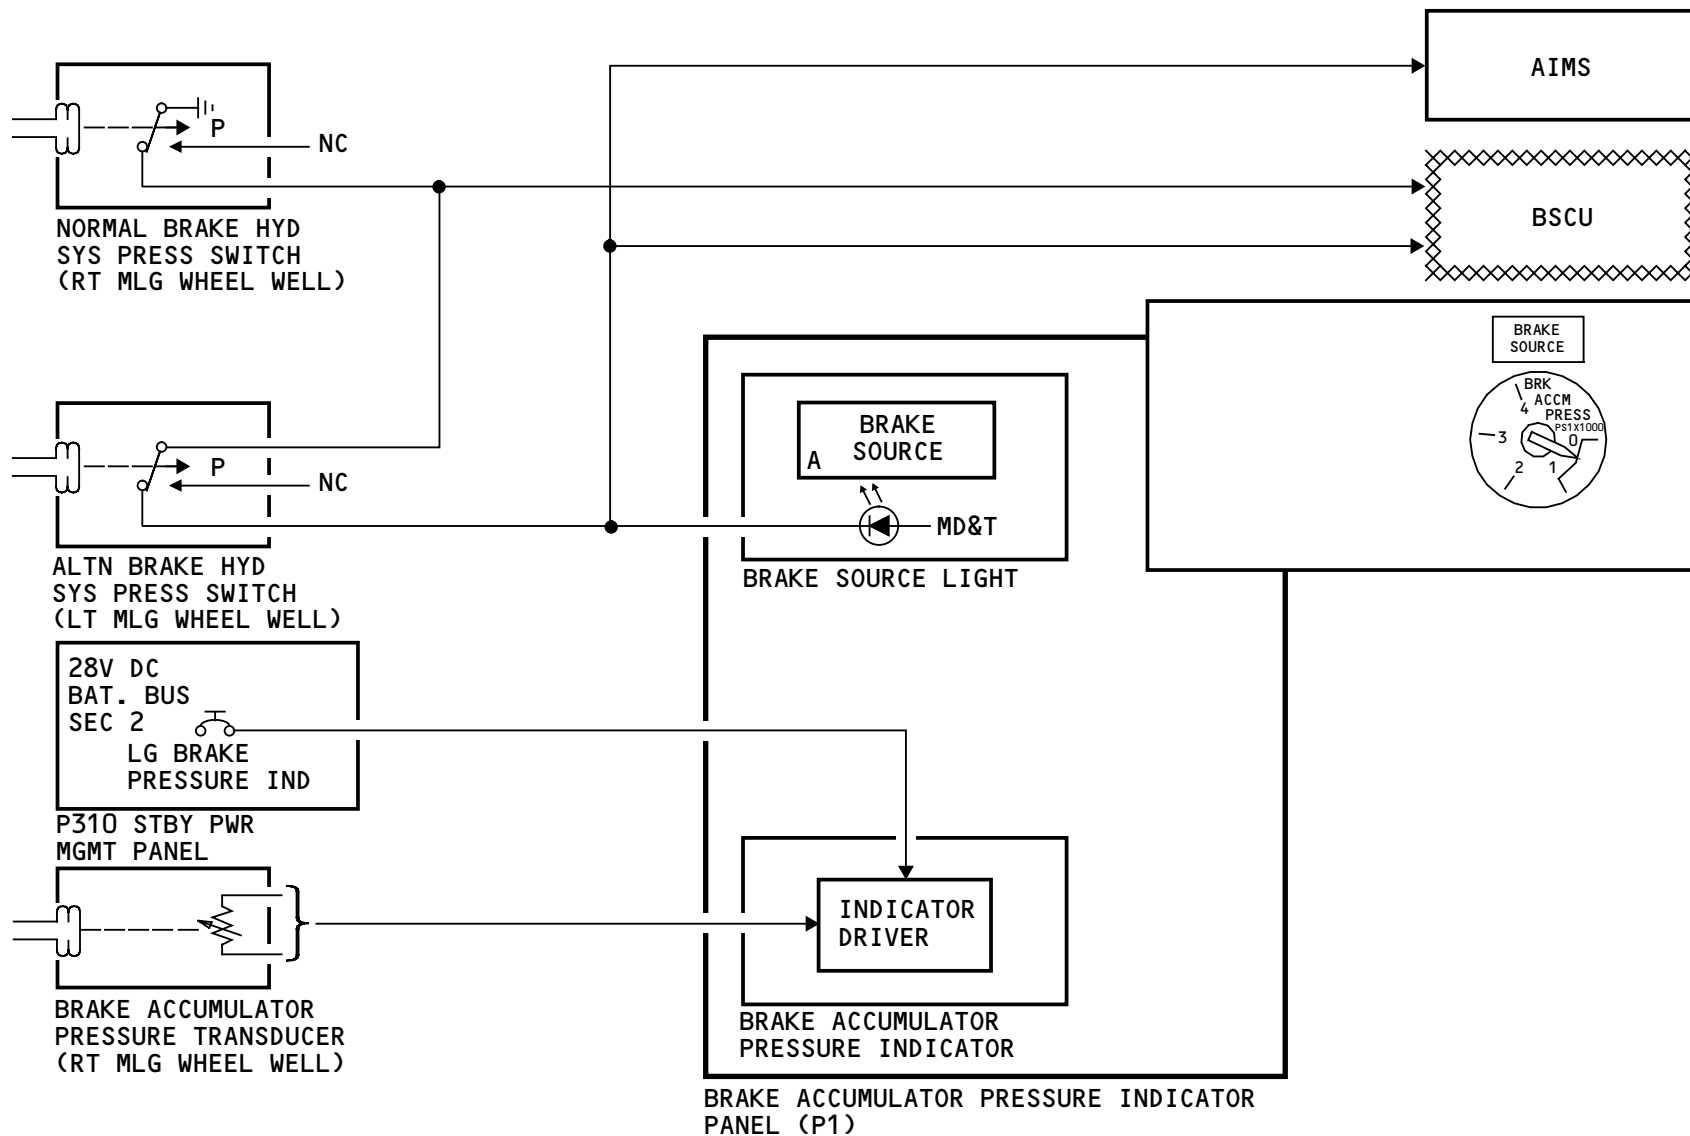 AIMS
P
NC
NORMAL BRAKE HYD
SYS PRESS SWITCH
(RT MLG WHEEL WELL)
BSCU
BRAKE
SOURCE
BRK
ACCM
PRESS
PS1X1000
4
3
2
1
0
P
NC
ALTN BRAKE HYD
SYS PRESS SWITCH
(LT MLG WHEEL WELL)
BRAKE
SOURCE
A
MD&T
BRAKE SOURCE LIGHT
28V DC
BAT. BUS
SEC 2
LG BRAKE
PRESSURE IND
P310 STBY PWR
MGMT PANEL
INDICATOR
DRIVER
BRAKE ACCUMULATOR
PRESSURE TRANSDUCER
(RT MLG WHEEL WELL)
BRAKE ACCUMULATOR
PRESSURE INDICATOR
BRAKE ACCUMULATOR PRESSURE INDICATOR
PANEL (P1)